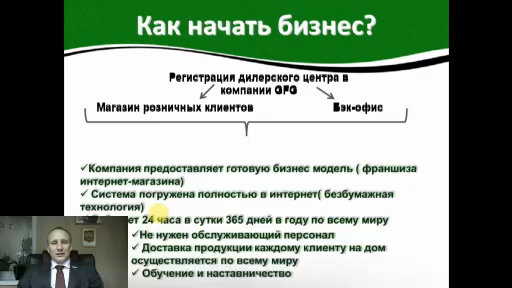 Как начать бизнес?
Регистрация дилерского центра в
компании GFG
Магазин розничных клиентов
Бэк-офис
✓Компания предоставляет готовую бизнес модель ( франшиза
интернет-магазина)
✓ Система погружена полностью в интернет( безбумажная
технология)
24 часа в сутки 365 дней в году по всему миру
✓Не нужен обслуживающий персонал
✓ Доставка продукции каждому клиенту на дом
осуществляется по всему миру
✓ Обучение и наставничество